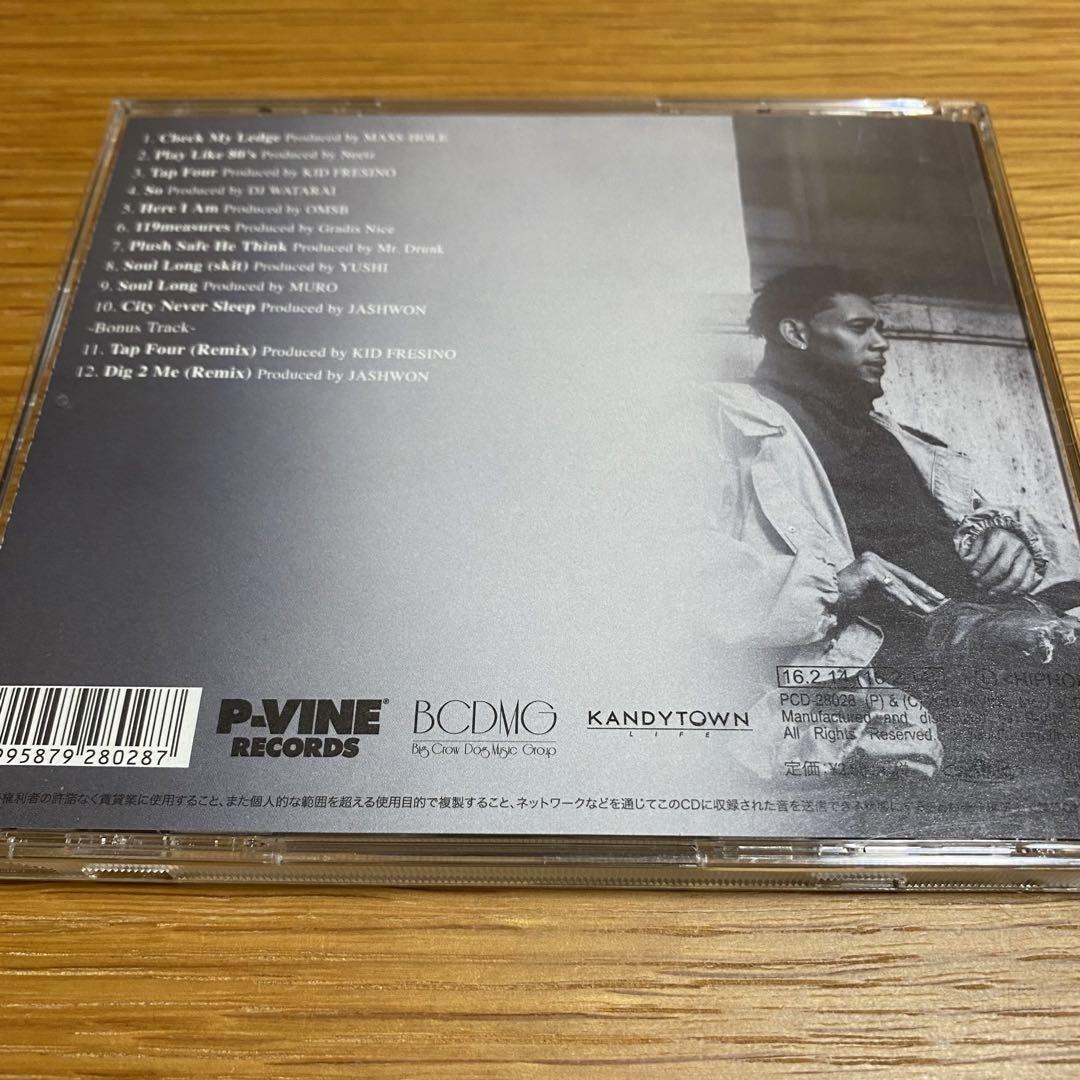 1. Check My Ledge Produced by MASS-HOLE
2. Play Like 80's Produced by Neetz
3. Tap Four Produced by KID FRESINO
4. So Produced by DJ WATARAI
5. Here I Am Produced by OMSB
6. 119measures Produced by Gradis Nice
7. Plush Safe He Think Produced by Mr. Drunk
8. Soul Long (skit) Produced by YUSHI
9. Soul Long Produced by MURO
10. City Never Sleep Produced by JASHWON
-Bonus Track-
11. Tap Four (Remix) Produced by KID FRESINO
12. Dig 2 Me (Remix) Produced by JASHWON
995879 280287
P-VINE®
RECORDS
BCDMG
Big Crow Dog Music Group
KANDYTOWN
LIFE
16.2.14
<HIPHO
PCD-28028 (P) & (C)
Manufactured and
All Rights Reserved.
定価:
権利者の許諾なく賃貸業に使用すること、また個人的な範囲を超える使用目的で複製すること、ネットワークなどを通じてこのCDに収録された音を送信できる